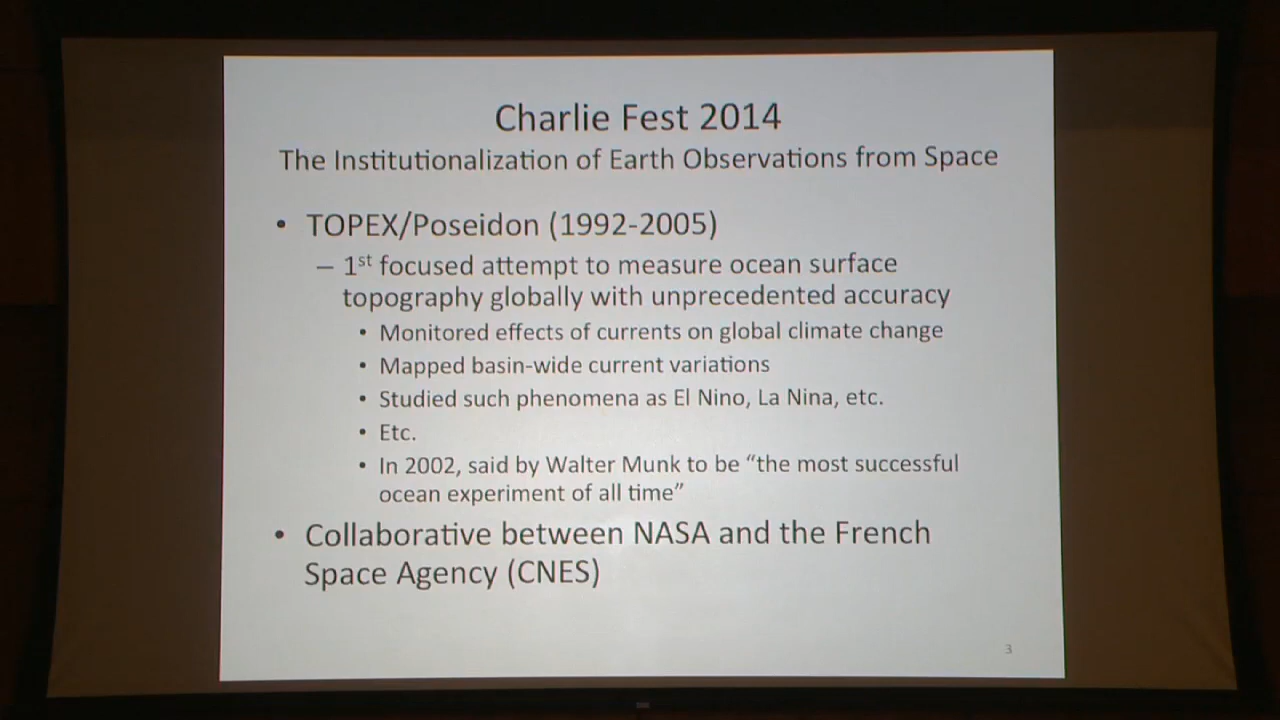 Charlie Fest 2014
The Institutionalization of Earth Observations from Space
• TOPEX/Poseidon (1992-2005)
– 1st focused attempt to measure ocean surface
topography globally with unprecedented accuracy
• Monitored effects of currents on global climate change
• Mapped basin-wide current variations
• Studied such phenomena as El Nino, La Nina, etc.
• Etc.
• In 2002, said by Walter Munk to be “the most successful
ocean experiment of all time”
• Collaborative between NASA and the French
Space Agency (CNES)
3